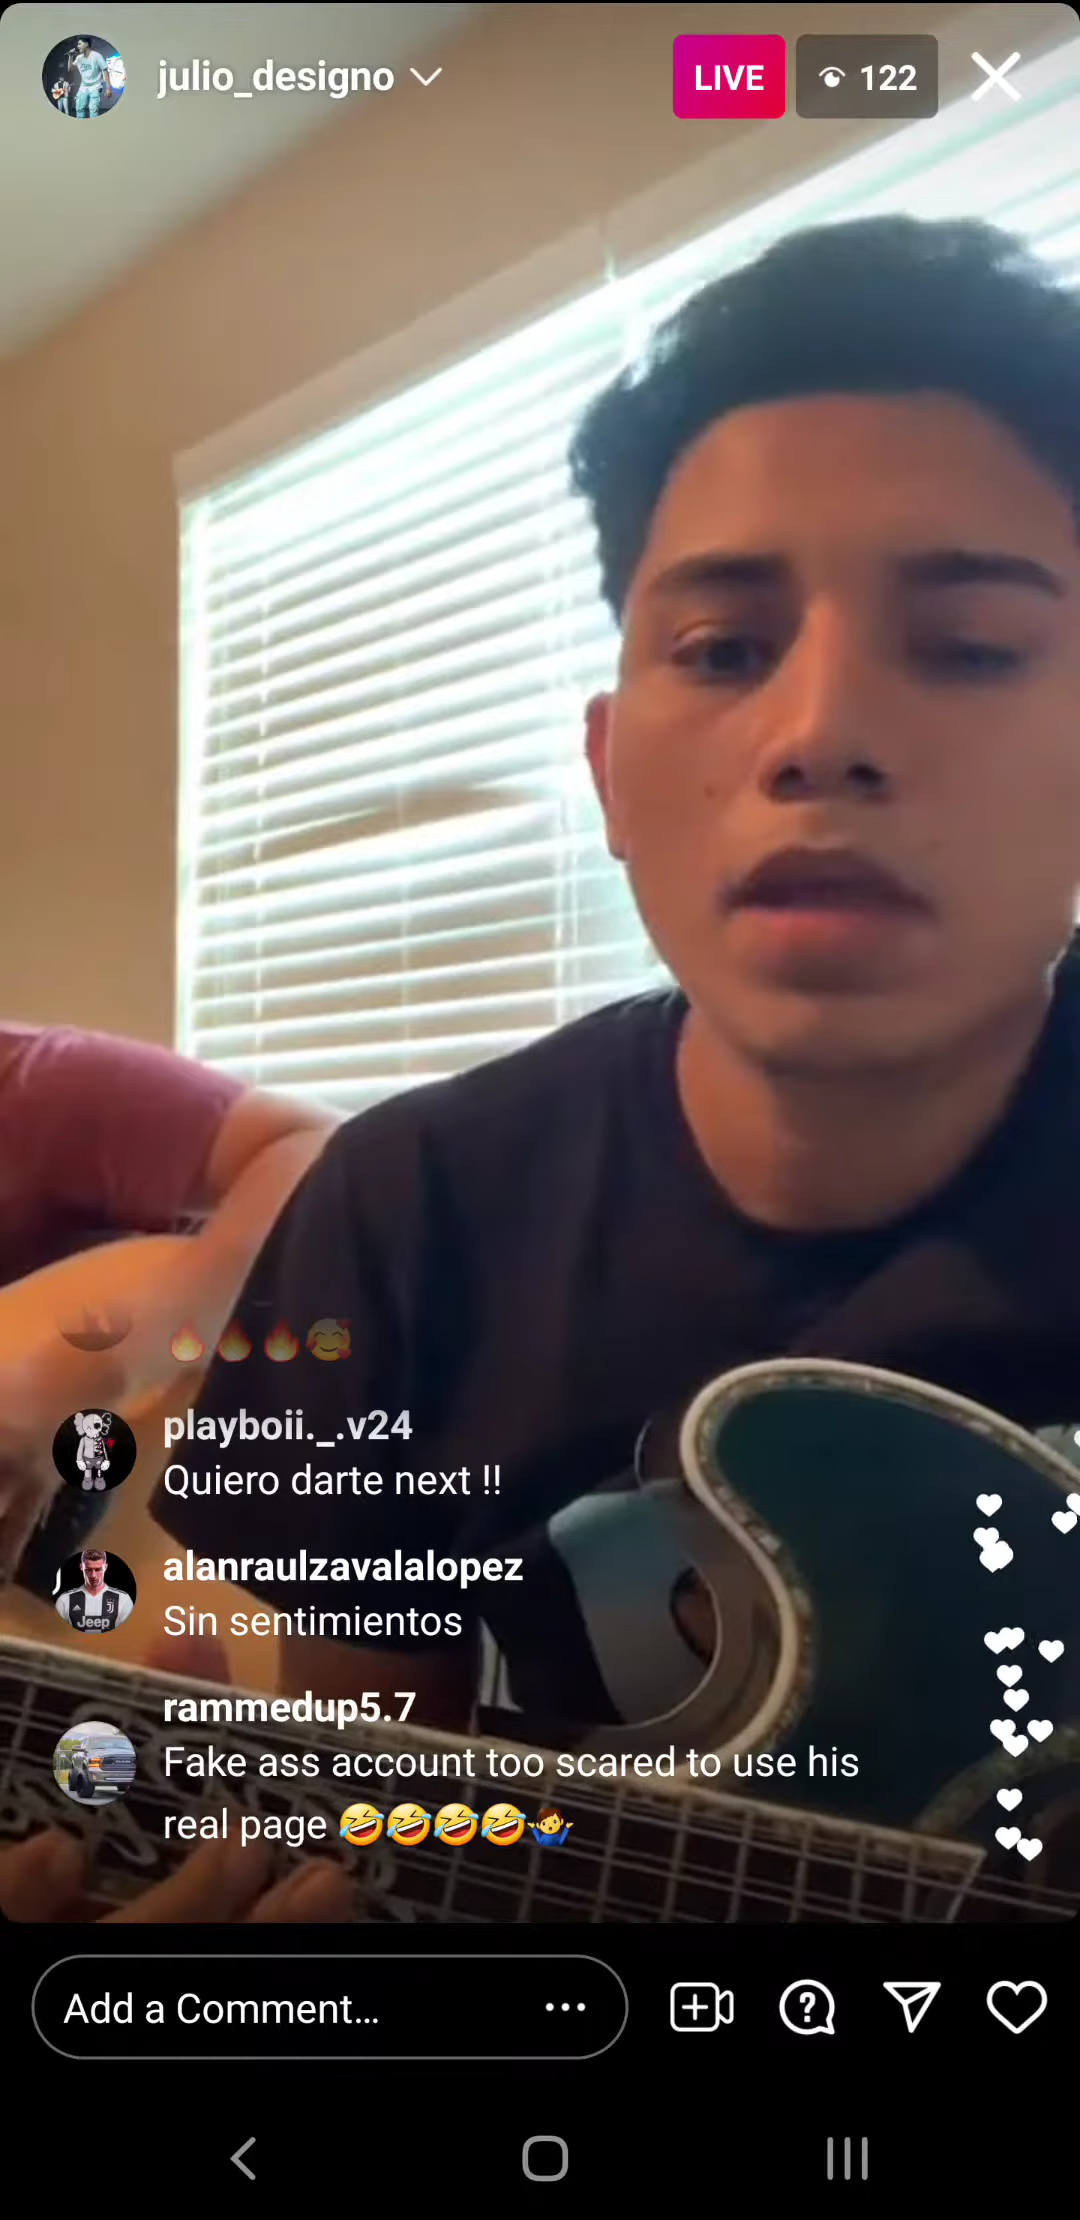 julio_designo
LIVE
122
🔥🔥🔥🥰
playboii._.v24
Quiero darte next !!
alanraulzavalalopez
Sin sentimientos
Jeep
rammedup5.7
Fake ass account too scared to use his
real page 🤣🤣🤣🤣🤷‍♂️
Add a Comment...